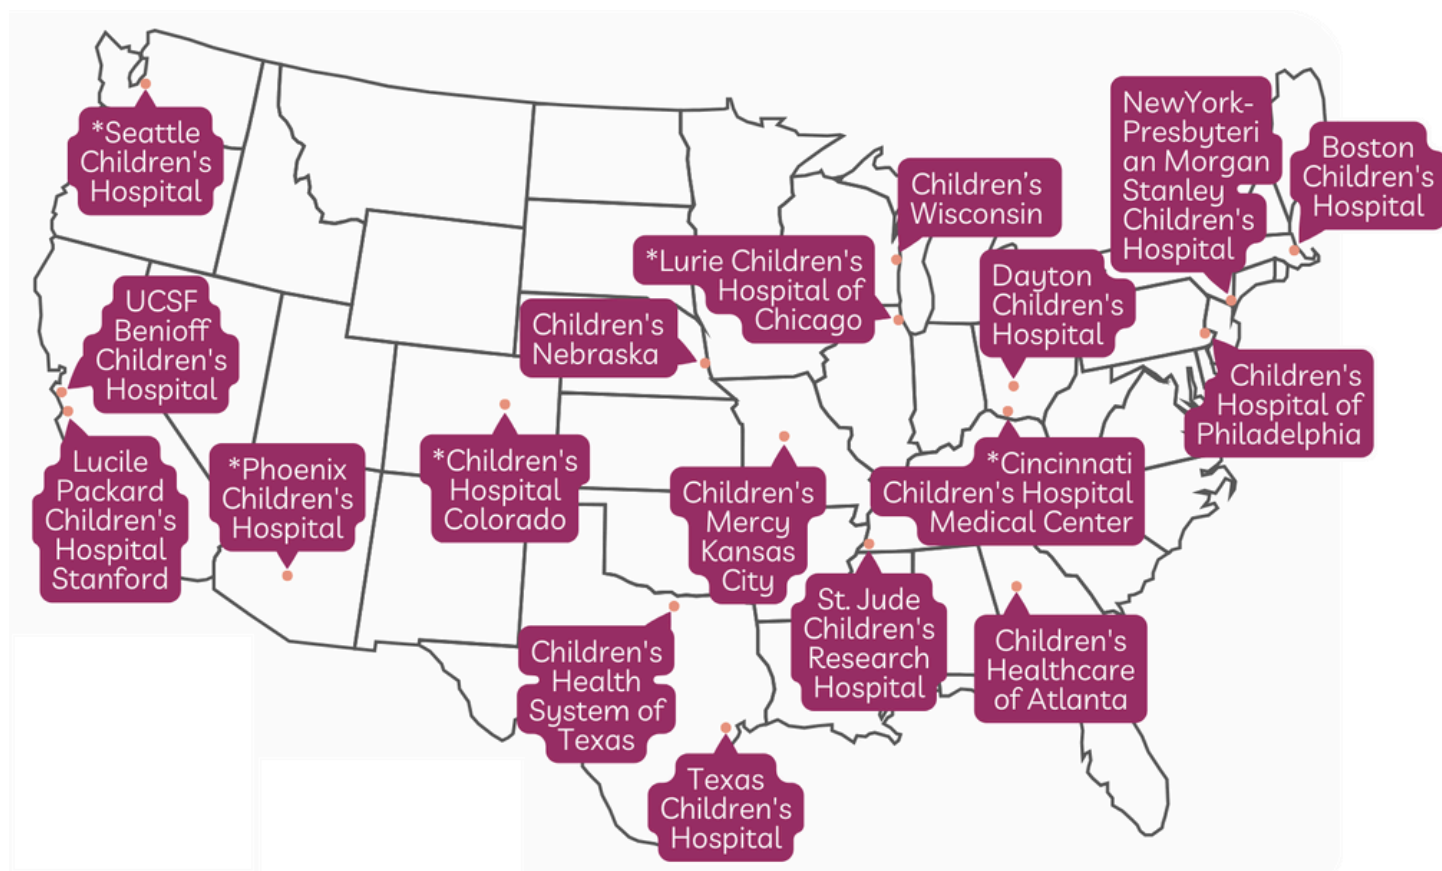 *Seattle
Children's
Hospital
UCSF
Benioff
Children's
Hospital
Lucile
Packard
Children's
Hospital
Stanford
*Phoenix
Children's
Hospital
*Children's
Hospital
Colorado
Children's
Nebraska
*Lurie Children's
Hospital of
Chicago
Children’s
Wisconsin
Dayton
Children's
Hospital
NewYork-
Presbyteri
an Morgan
Stanley
Children's
Hospital
Boston
Children's
Hospital
Children's
Hospital of
Philadelphia
*Cincinnati
Children's Hospital
Medical Center
Children's
Mercy
Kansas
City
St. Jude
Children's
Research
Hospital
Children's
Healthcare
of Atlanta
Children's
Health
System of
Texas
Texas
Children's
Hospital